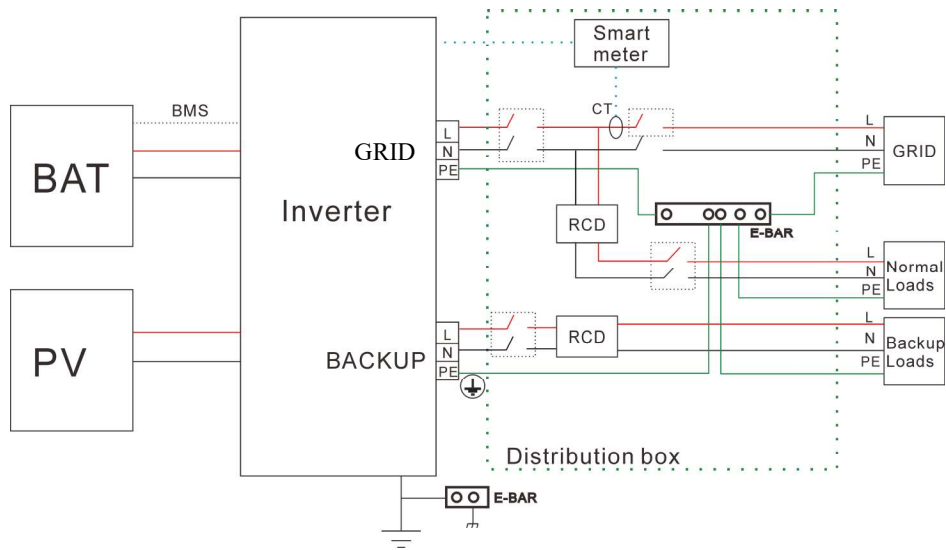 Smart
meter
BMS
CT
L
L
BAT
GRID
N
N
GRID
PE
PE
Inverter
RCD
E-BAR
L
Normal
N
Loads
PE
L
L
PV
RCD
N
Backup
BACKUP
N
PE
PE
Loads
Distribution box
E-BAR